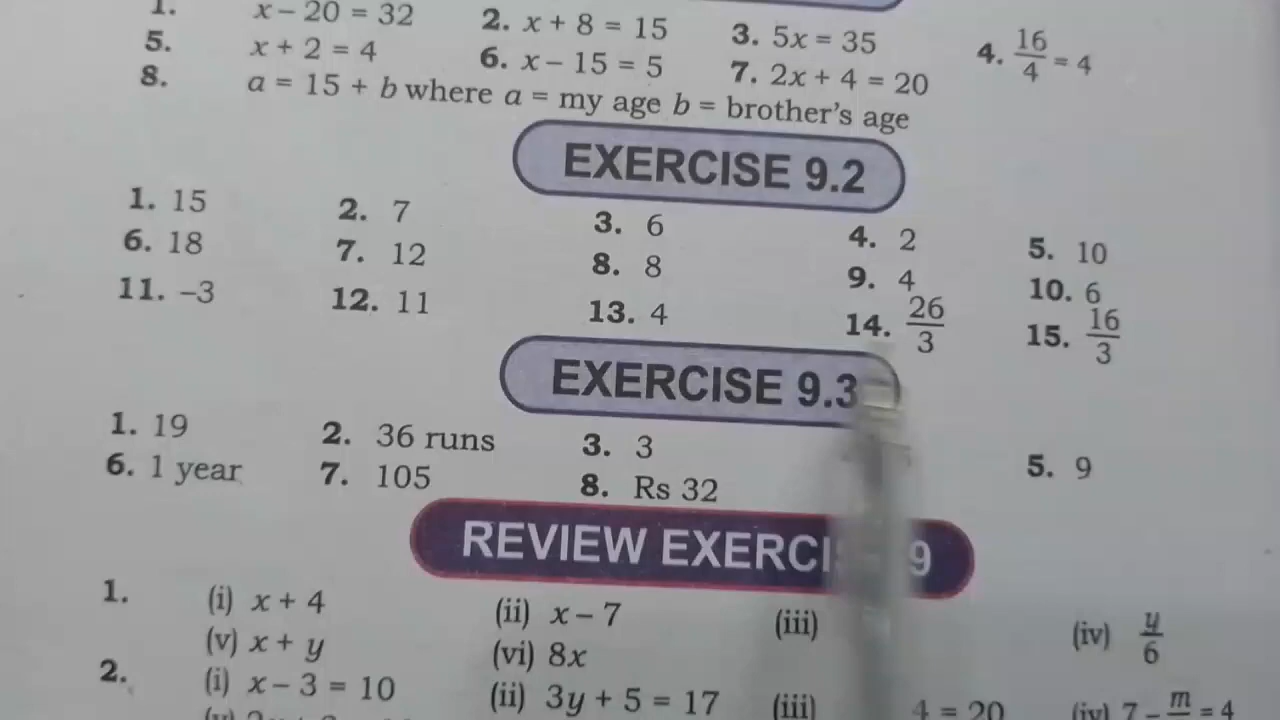 1. x – 20 = 32 2. x + 8 = 15 3. 5x = 35 4. 16/4 = 4
5. x + 2 = 4 6. x – 15 = 5 7. 2x + 4 = 20
8. a = 15 + b where a = my age b = brother's age
EXERCISE 9.2
1. 15 2. 7 3. 6 4. 2 5. 10
6. 18 7. 12 8. 8 9. 4 10. 6
11. –3 12. 11 13. 4 14. 26/3 15. 16/3
EXERCISE 9.3
1. 19 2. 36 runs 3. 3 5. 9
6. 1 year 7. 105 8. Rs 32
REVIEW 9
1. (i) x + 4 (ii) x – 7 (iii) (iv) y/6
(v) x + y (vi) 8x
2. (i) x – 3 = 10 (ii) 3y + 5 = 17 (iii) 4 = 20 (iv) 7 – m = 4